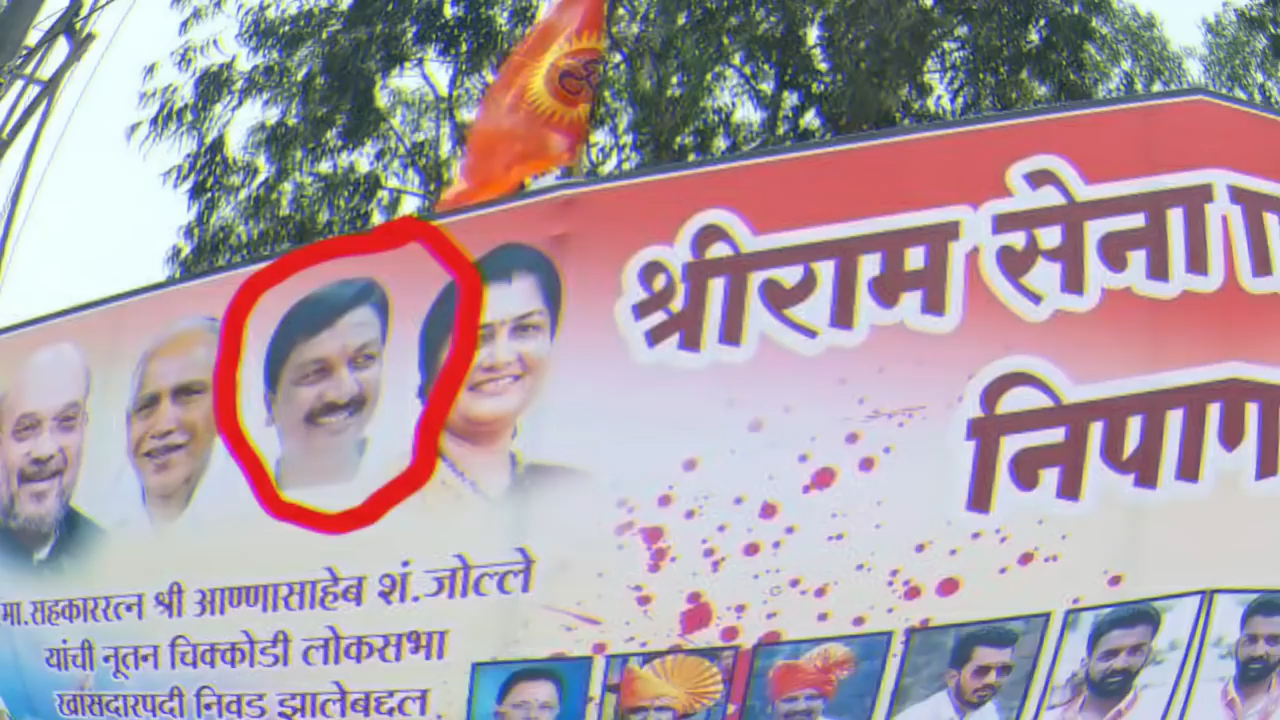 श्रीराम सेना
निपाण
मा.सहकाररत्न श्री आण्णासाहेब शं.जोल्ले
यांची नूतन चिक्कोडी लोकसभा
खासदारपदी निवड झालेबद्दल